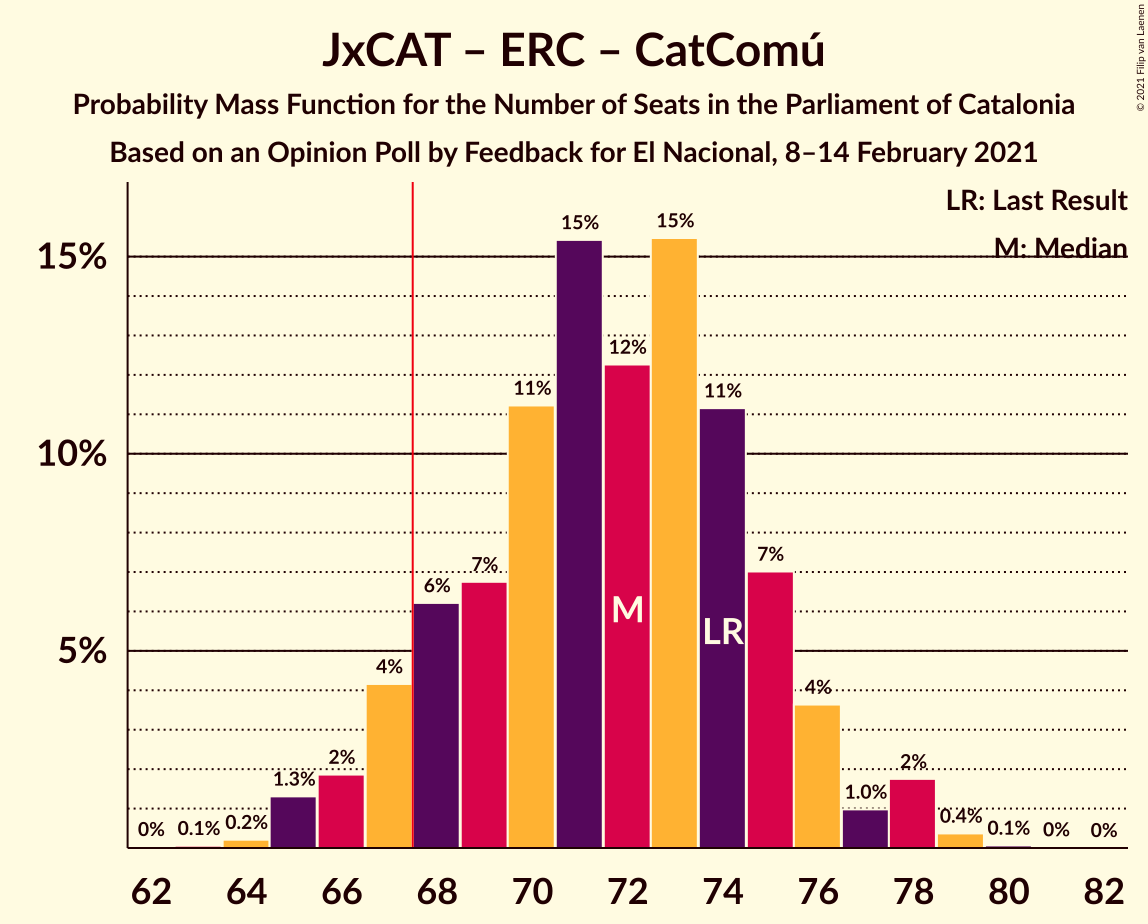 JxCAT – ERC – CatComú
Probability Mass Function for the Number of Seats in the Parliament of Catalonia
Based on an Opinion Poll by Feedback for El Nacional, 8–14 February 2021
© 2021 Filip van Laenen
LR: Last Result
M: Median
15%
10%
5%
0%
0.1%
0.2%
1.3%
2%
4%
6%
7%
11%
15%
12%
15%
11%
7%
4%
1.0%
2%
0.4%
0.1%
0%
0%
M
LR
62 64 66 68 70 72 74 76 78 80 82